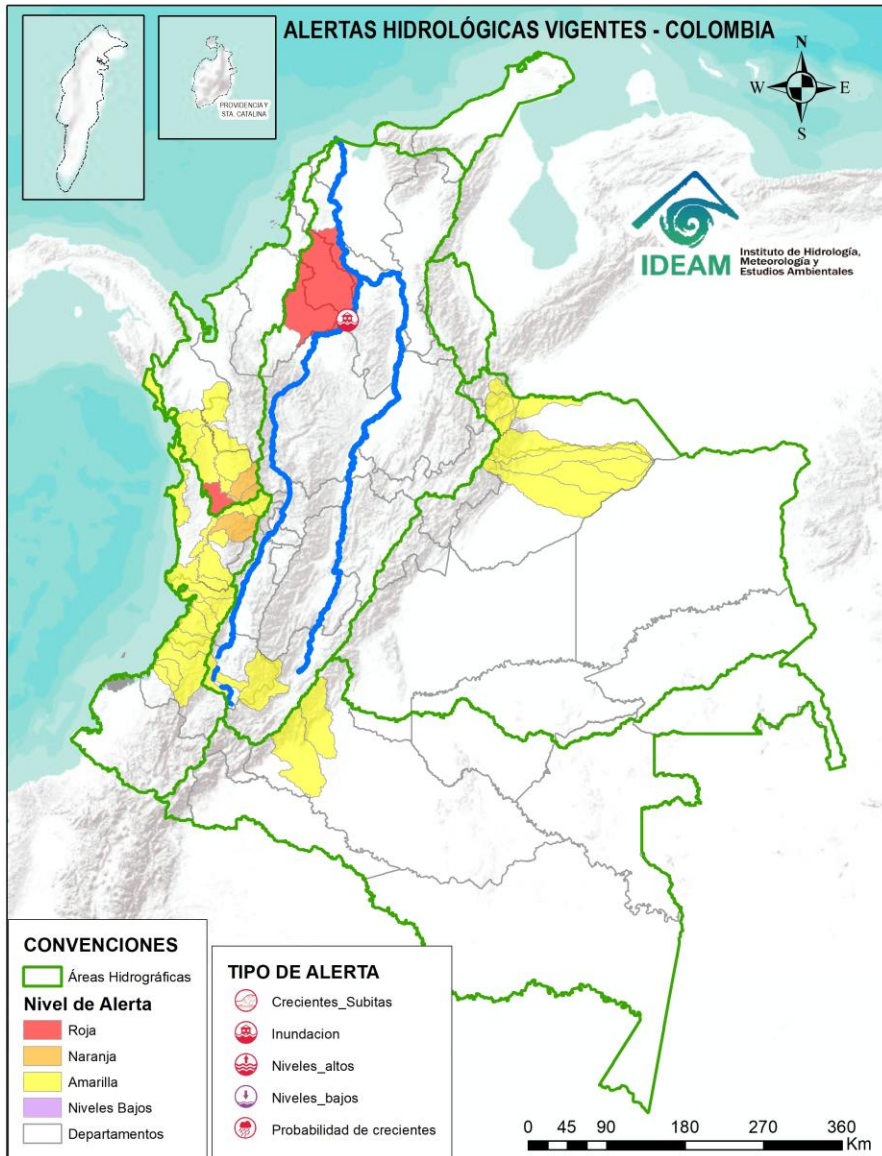 ALERTAS HIDROLÓGICAS VIGENTES - COLOMBIA
PROVIDENCIA Y
STA. CATALINA
N
W
E
S
IDEAM
Instituto de Hidrología,
Meteorología y
Estudios Ambientales
CONVENCIONES
Áreas Hidrográficas
Nivel de Alerta
Roja
Naranja
Amarilla
Niveles Bajos
Departamentos
TIPO DE ALERTA
Crecientes_Subitas
Inundacion
Niveles_altos
Niveles_bajos
Probabilidad de crecientes
0 45 90 180 270 360
Km